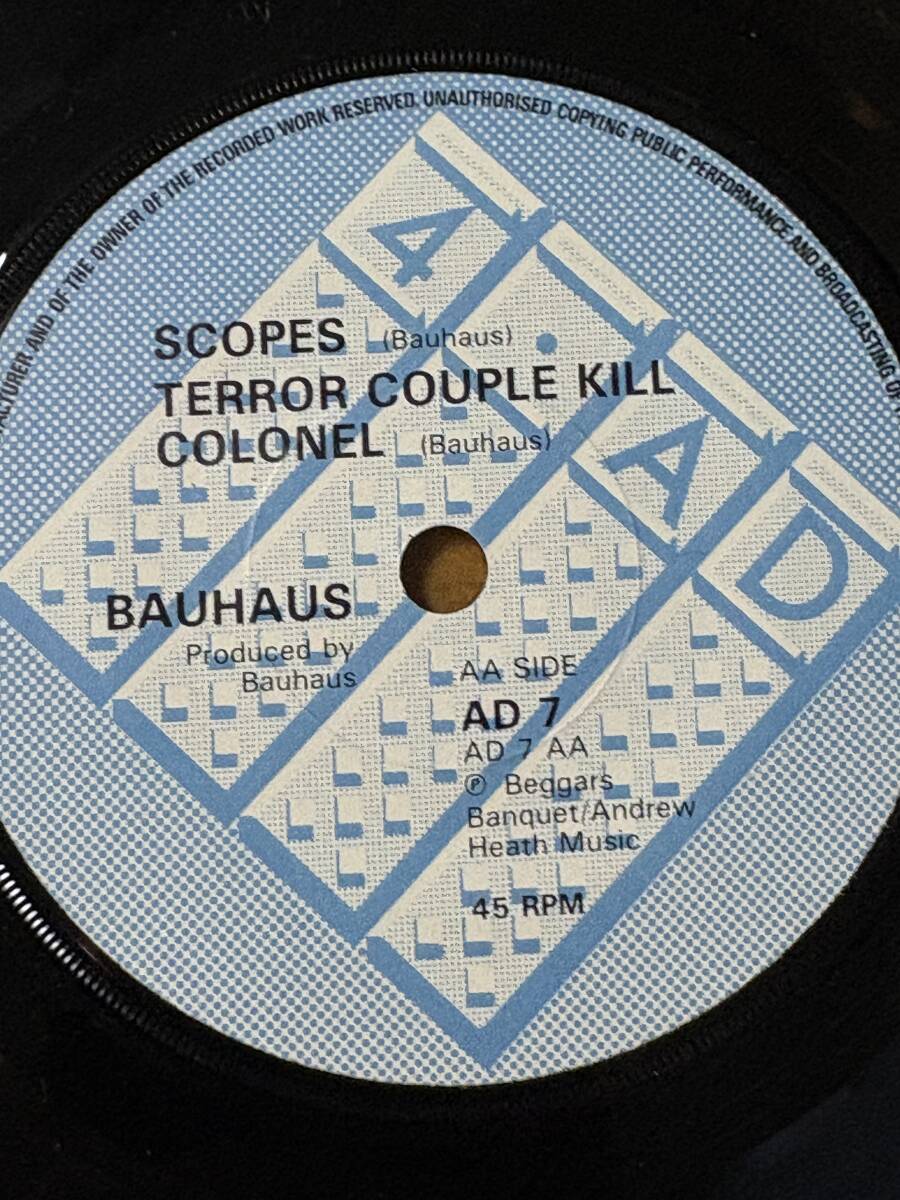 ACTURER AND OF THE OWNER OF THE RECORDED WORK RESERVED. UNAUTHORISED COPYING PUBLIC PERFORMANCE AND BROADCASTING OF
4
·
A
D
SCOPES (Bauhaus)
TERROR COUPLE KILL
COLONEL (Bauhaus)
BAUHAUS
Produced by
Bauhaus
AA SIDE
AD 7
AD 7 AA
℗ Beggars
Banquet/Andrew
Heath Music
45 RPM